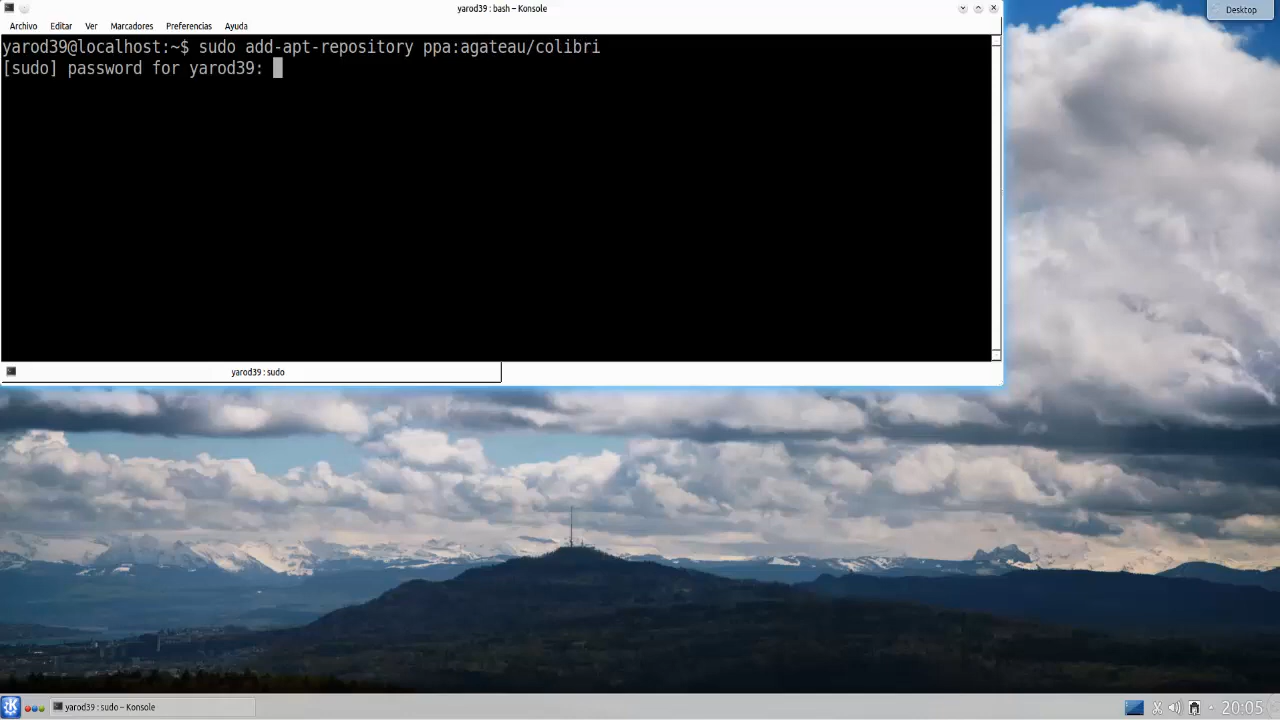 yarod39 : bash – Konsole
Desktop
Archivo Editar Ver Marcadores Preferencias Ayuda
yarod39@localhost:~$ sudo add-apt-repository ppa:agateau/colibri
[sudo] password for yarod39:
yarod39 : sudo
yarod39 : sudo – Konsole
20:05